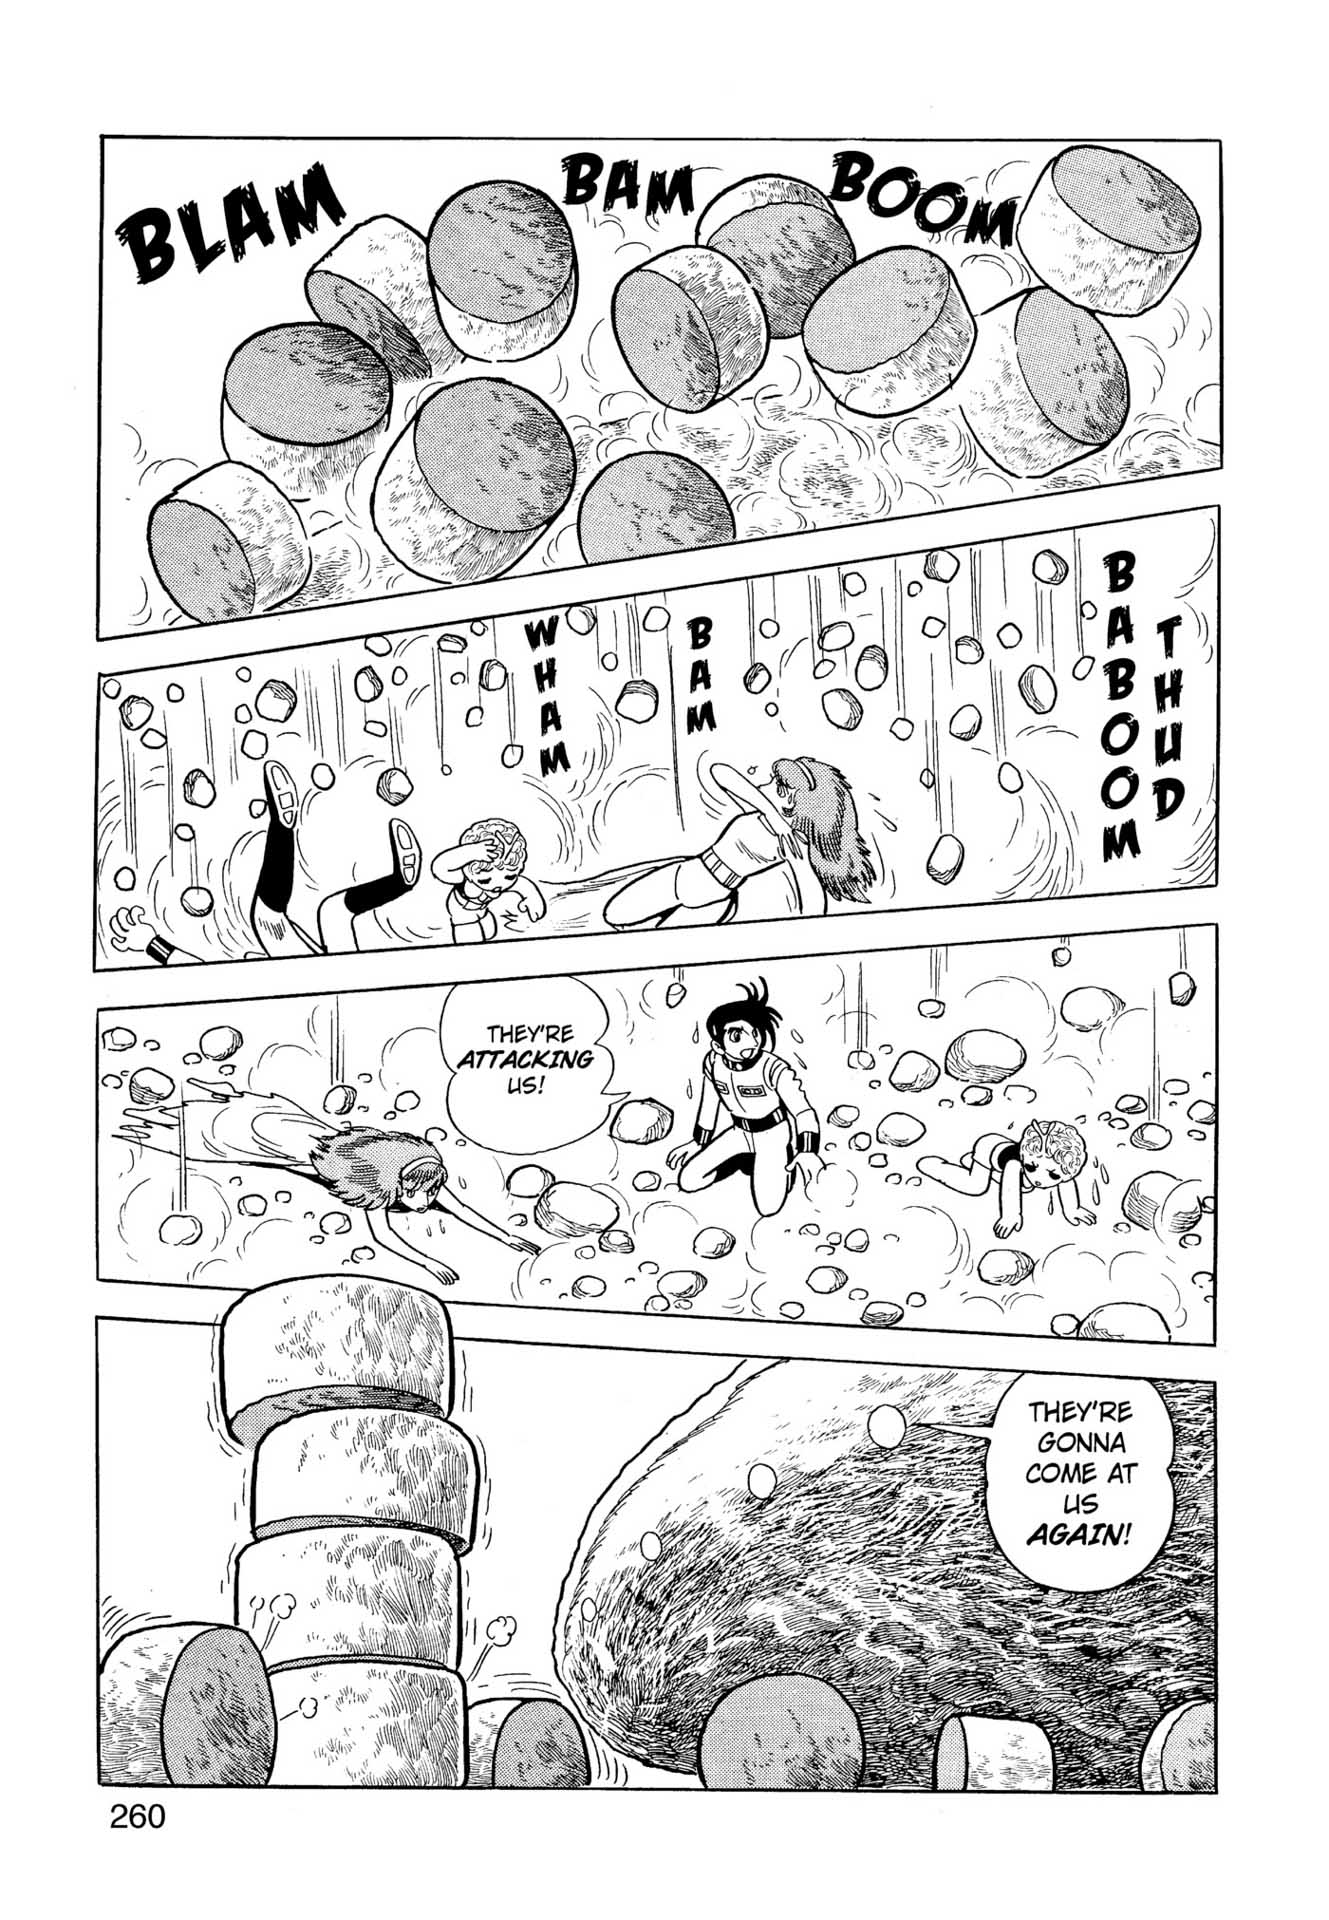 BLAM
BAM
BOOM
WHAM
BAM
BABOOM
THUD
THEY'RE
ATTACKING
US!
THEY'RE
GONNA
COME AT
US
AGAIN!
260